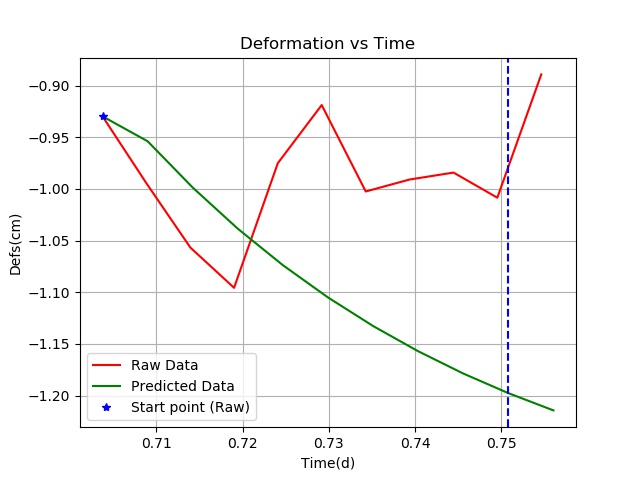 Deformation vs Time
Defs(cm)
−0.90
−0.95
−1.00
−1.05
−1.10
−1.15
−1.20
Raw Data
Predicted Data
Start point (Raw)
0.71 0.72 0.73 0.74 0.75
Time(d)